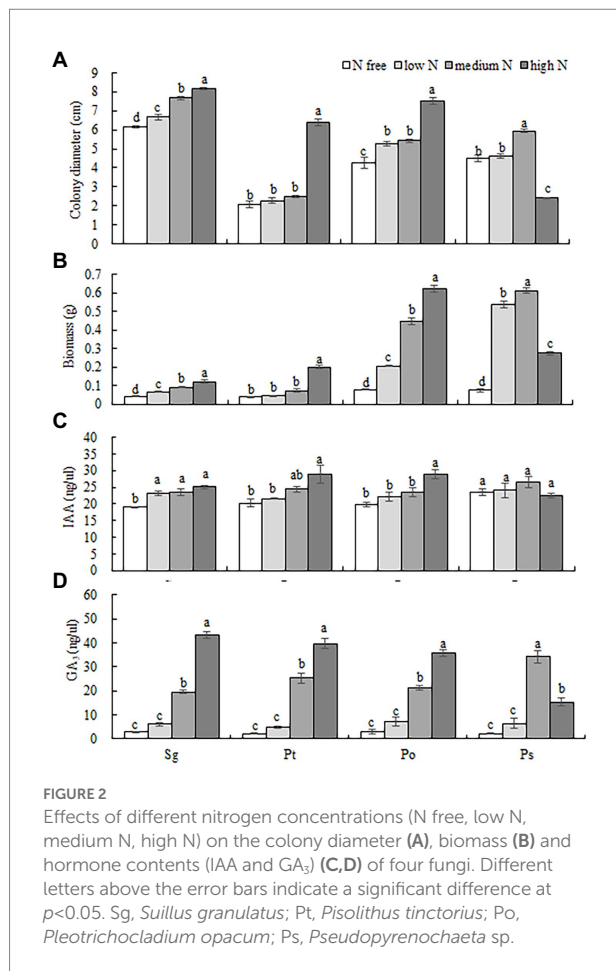 A
N free low N medium N high N
Colony diameter (cm)
9
8
7
6
5
4
3
2
1
0
d c b a
b b b a
c b b a
b b a c
B
Biomass (g)
0.7
0.6
0.5
0.4
0.3
0.2
0.1
0
d c b a
b b b a
d c b a
d b a c
C
IAA (ng/ul)
40
35
30
25
20
15
10
5
0
b a a a
b b ab a
b b b a
a a a a
D
GA3 (ng/ul)
60
50
40
30
20
10
0
c c b a
c c b a
c c b a
c c a b
Sg Pt Po Ps
FIGURE 2
Effects of different nitrogen concentrations (N free, low N,
medium N, high N) on the colony diameter (A), biomass (B) and
hormone contents (IAA and GA₃) (C,D) of four fungi. Different
letters above the error bars indicate a significant difference at
p<0.05. Sg, Suillus granulatus; Pt, Pisolithus tinctorius; Po,
Pleotrichocladium opacum; Ps, Pseudopyrenochaeta sp.